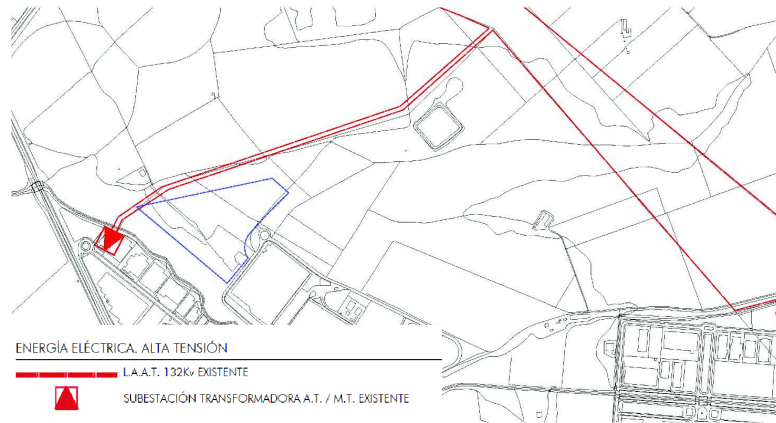 ENERGÍA ELÉCTRICA. ALTA TENSIÓN
L.A.A.T. 132Kv EXISTENTE
SUBESTACIÓN TRANSFORMADORA A.T. / M.T. EXISTENTE